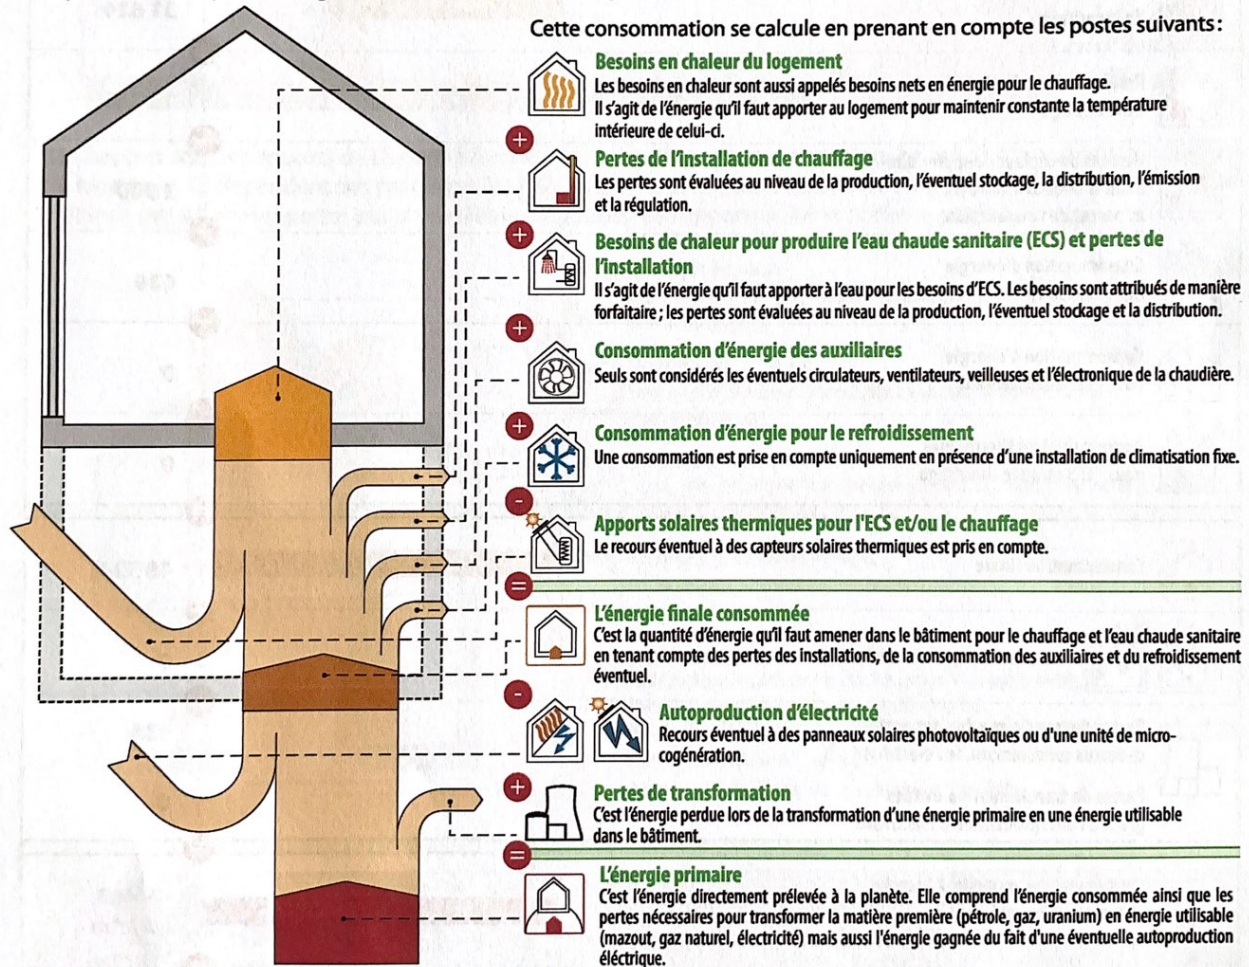 Cette consommation se calcule en prenant en compte les postes suivants :
Besoins en chaleur du logement
Les besoins en chaleur sont aussi appelés besoins nets en énergie pour le chauffage.
Il s'agit de l'énergie qu'il faut apporter au logement pour maintenir constante la température
intérieure de celui-ci.
+
Pertes de l'installation de chauffage
Les pertes sont évaluées au niveau de la production, l'éventuel stockage, la distribution, l'émission
et la régulation.
+
Besoins de chaleur pour produire l'eau chaude sanitaire (ECS) et pertes de
l'installation
Il s'agit de l'énergie qu'il faut apporter à l'eau pour les besoins d'ECS. Les besoins sont attribués de manière
forfaitaire ; les pertes sont évaluées au niveau de la production, l'éventuel stockage et la distribution.
+
Consommation d'énergie des auxiliaires
Seuls sont considérés les éventuels circulateurs, ventilateurs, veilleuses et l'électronique de la chaudière.
+
Consommation d'énergie pour le refroidissement
Une consommation est prise en compte uniquement en présence d'une installation de climatisation fixe.
-
Apports solaires thermiques pour l'ECS et/ou le chauffage
Le recours éventuel à des capteurs solaires thermiques est pris en compte.
=
L'énergie finale consommée
C'est la quantité d'énergie qu'il faut amener dans le bâtiment pour le chauffage et l'eau chaude sanitaire
en tenant compte des pertes des installations, de la consommation des auxiliaires et du refroidissement
éventuel.
-
Autoproduction d'électricité
Recours éventuel à des panneaux solaires photovoltaïques ou d'une unité de micro-
cogénération.
+
Pertes de transformation
C'est l'énergie perdue lors de la transformation d'une énergie primaire en une énergie utilisable
dans le bâtiment.
=
L'énergie primaire
C'est l'énergie directement prélevée à la planète. Elle comprend l'énergie consommée ainsi que les
pertes nécessaires pour transformer la matière première (pétrole, gaz, uranium) en énergie utilisable
(mazout, gaz naturel, électricité) mais aussi l'énergie gagnée du fait d'une éventuelle autoproduction
éléctrique.